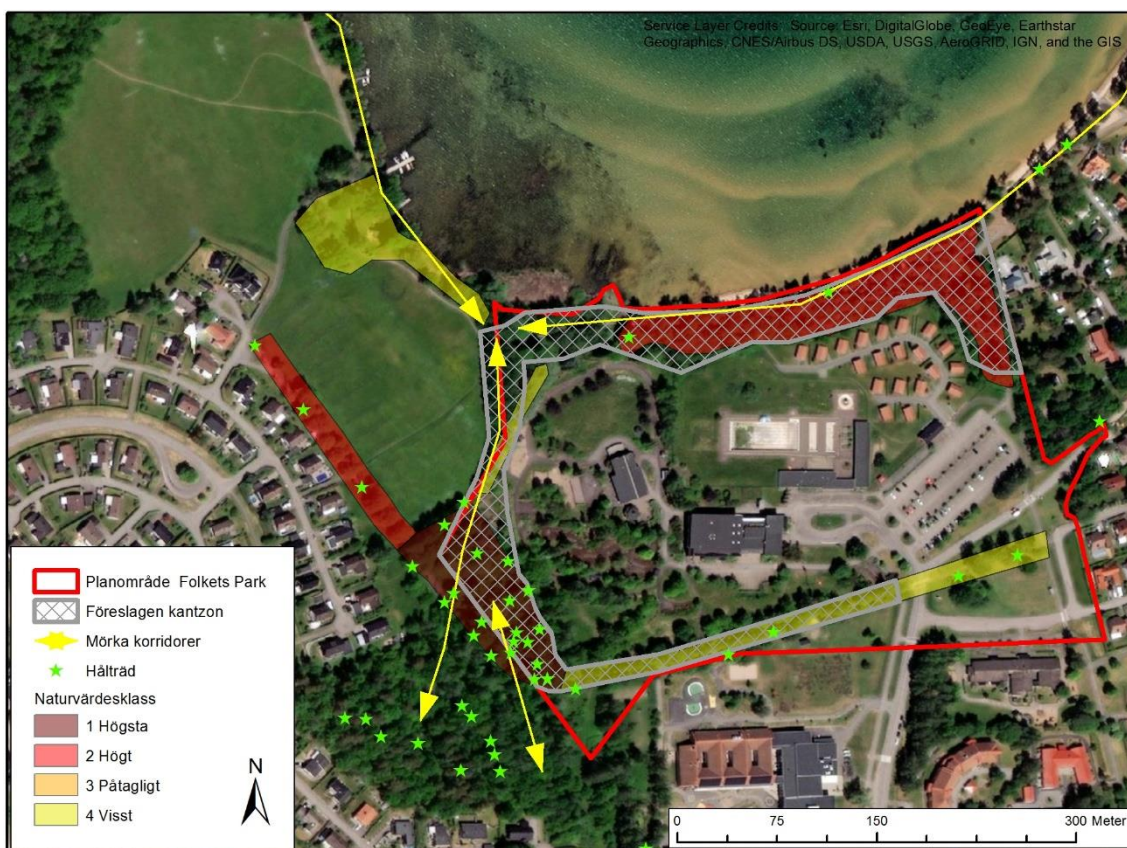 Service Layer Credits: Source: Esri, DigitalGlobe, GeoEye, Earthstar
Geographics, CNES/Airbus DS, USDA, USGS, AeroGRID, IGN, and the GIS
Planområde Folkets Park
Föreslagen kantzon
Mörka korridorer
Hålträd
Naturvärdesklass
1 Högsta
2 Högt
3 Påtagligt
4 Visst
N
0 75 150 300 Meter